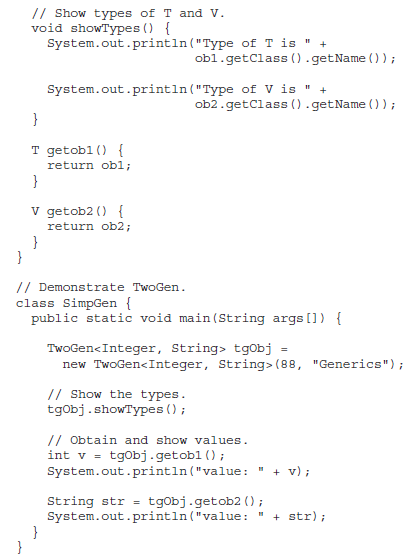 // Show types of T and V.
void showTypes() {
System.out.println("Type of T is " +
ob1.getClass().getName());
System.out.println("Type of V is " +
ob2.getClass().getName());
}
T getob1() {
return ob1;
}
V getob2() {
return ob2;
}
}
// Demonstrate TwoGen.
class SimpGen {
public static void main(String args[]) {
TwoGen<Integer, String> tgObj =
new TwoGen<Integer, String>(88, "Generics");
// Show the types.
tgObj.showTypes();
// Obtain and show values.
int v = tgObj.getob1();
System.out.println("value: " + v);
String str = tgObj.getob2();
System.out.println("value: " + str);
}
}